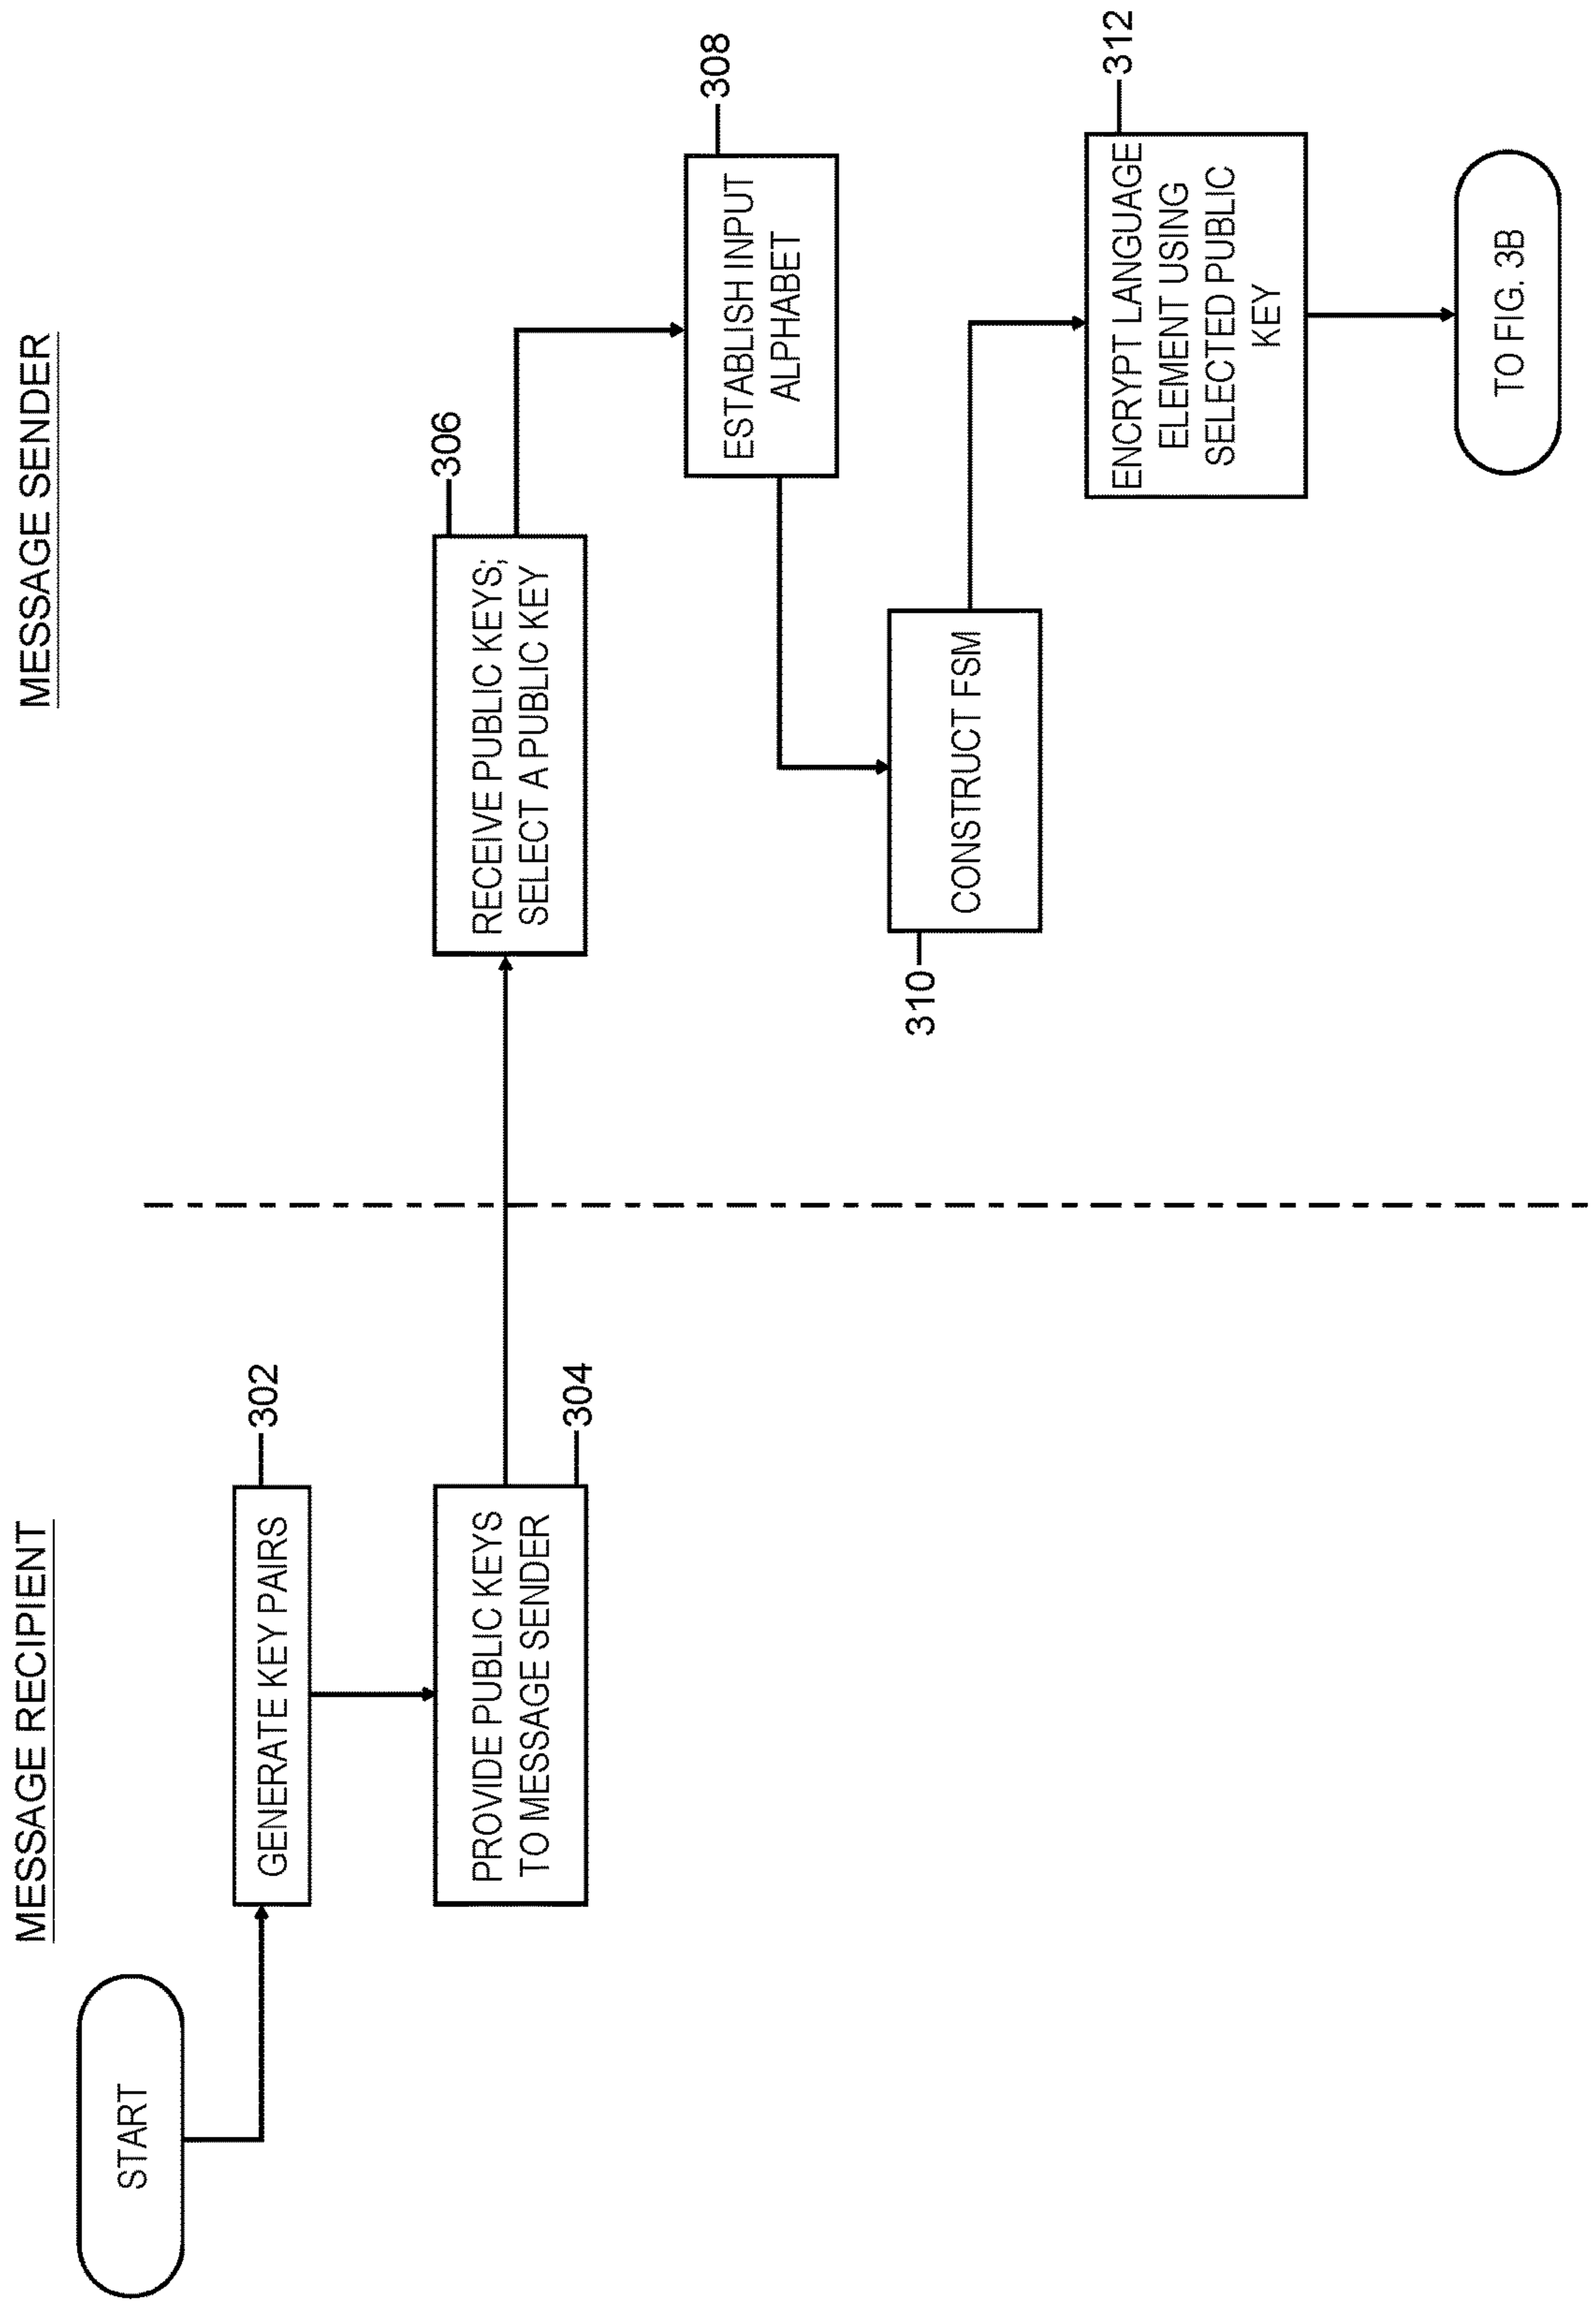 MESSAGE RECIPIENT
MESSAGE SENDER
START
GENERATE KEY PAIRS
302
PROVIDE PUBLIC KEYS
TO MESSAGE SENDER
304
RECEIVE PUBLIC KEYS;
SELECT A PUBLIC KEY
306
ESTABLISH INPUT
ALPHABET
308
CONSTRUCT FSM
310
ENCRYPT LANGUAGE
ELEMENT USING
SELECTED PUBLIC
KEY
312
TO FIG. 3B